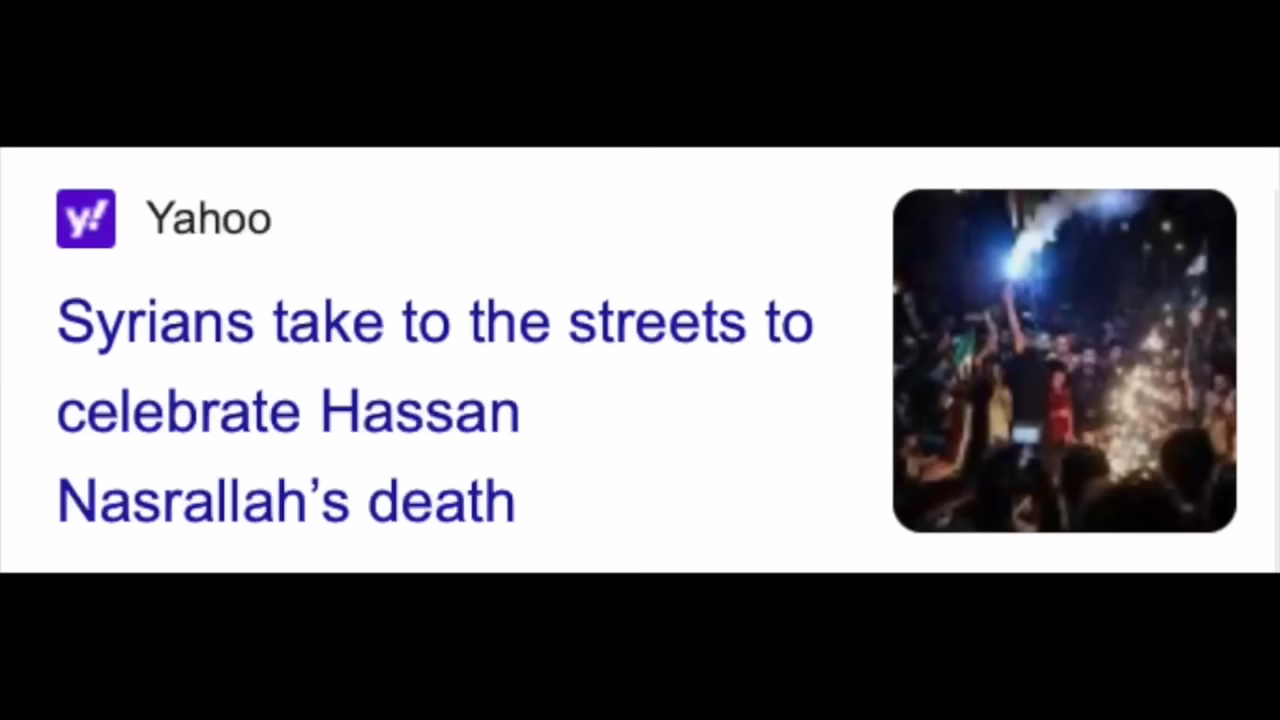 y!
Yahoo
Syrians take to the streets to
celebrate Hassan
Nasrallah’s death